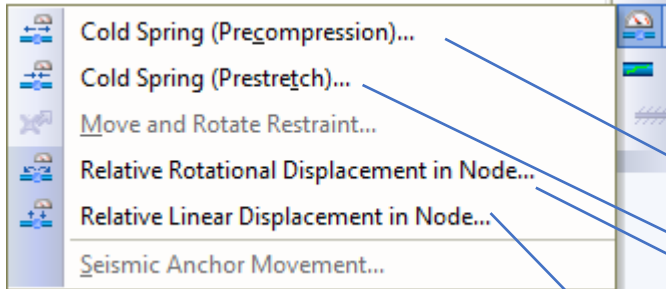 Cold Spring (Precompression)...
Cold Spring (Prestretch)...
Move and Rotate Restraint...
Relative Rotational Displacement in Node...
Relative Linear Displacement in Node...
Seismic Anchor Movement...